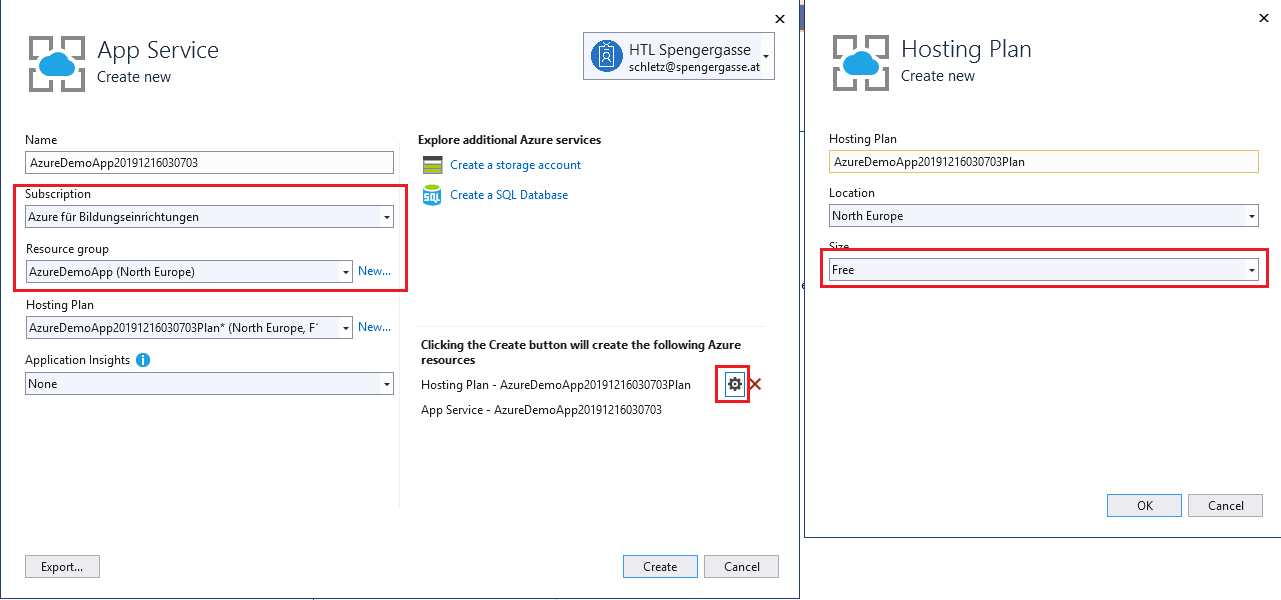 App Service
Create new
HTL Spengergasse
schletz@spengergasse.at
Name
AzureDemoApp20191216030703
Subscription
Azure für Bildungseinrichtungen
Resource group
AzureDemoApp (North Europe)
New...
Hosting Plan
AzureDemoApp20191216030703Plan* (North Europe, F1
New...
Application Insights
None
Explore additional Azure services
Create a storage account
SQL
Create a SQL Database
Clicking the Create button will create the following Azure
resources
Hosting Plan - AzureDemoApp20191216030703Plan
App Service - AzureDemoApp20191216030703
Export...
Create
Cancel
Hosting Plan
Create new
Hosting Plan
AzureDemoApp20191216030703Plan
Location
North Europe
Size
Free
OK
Cancel